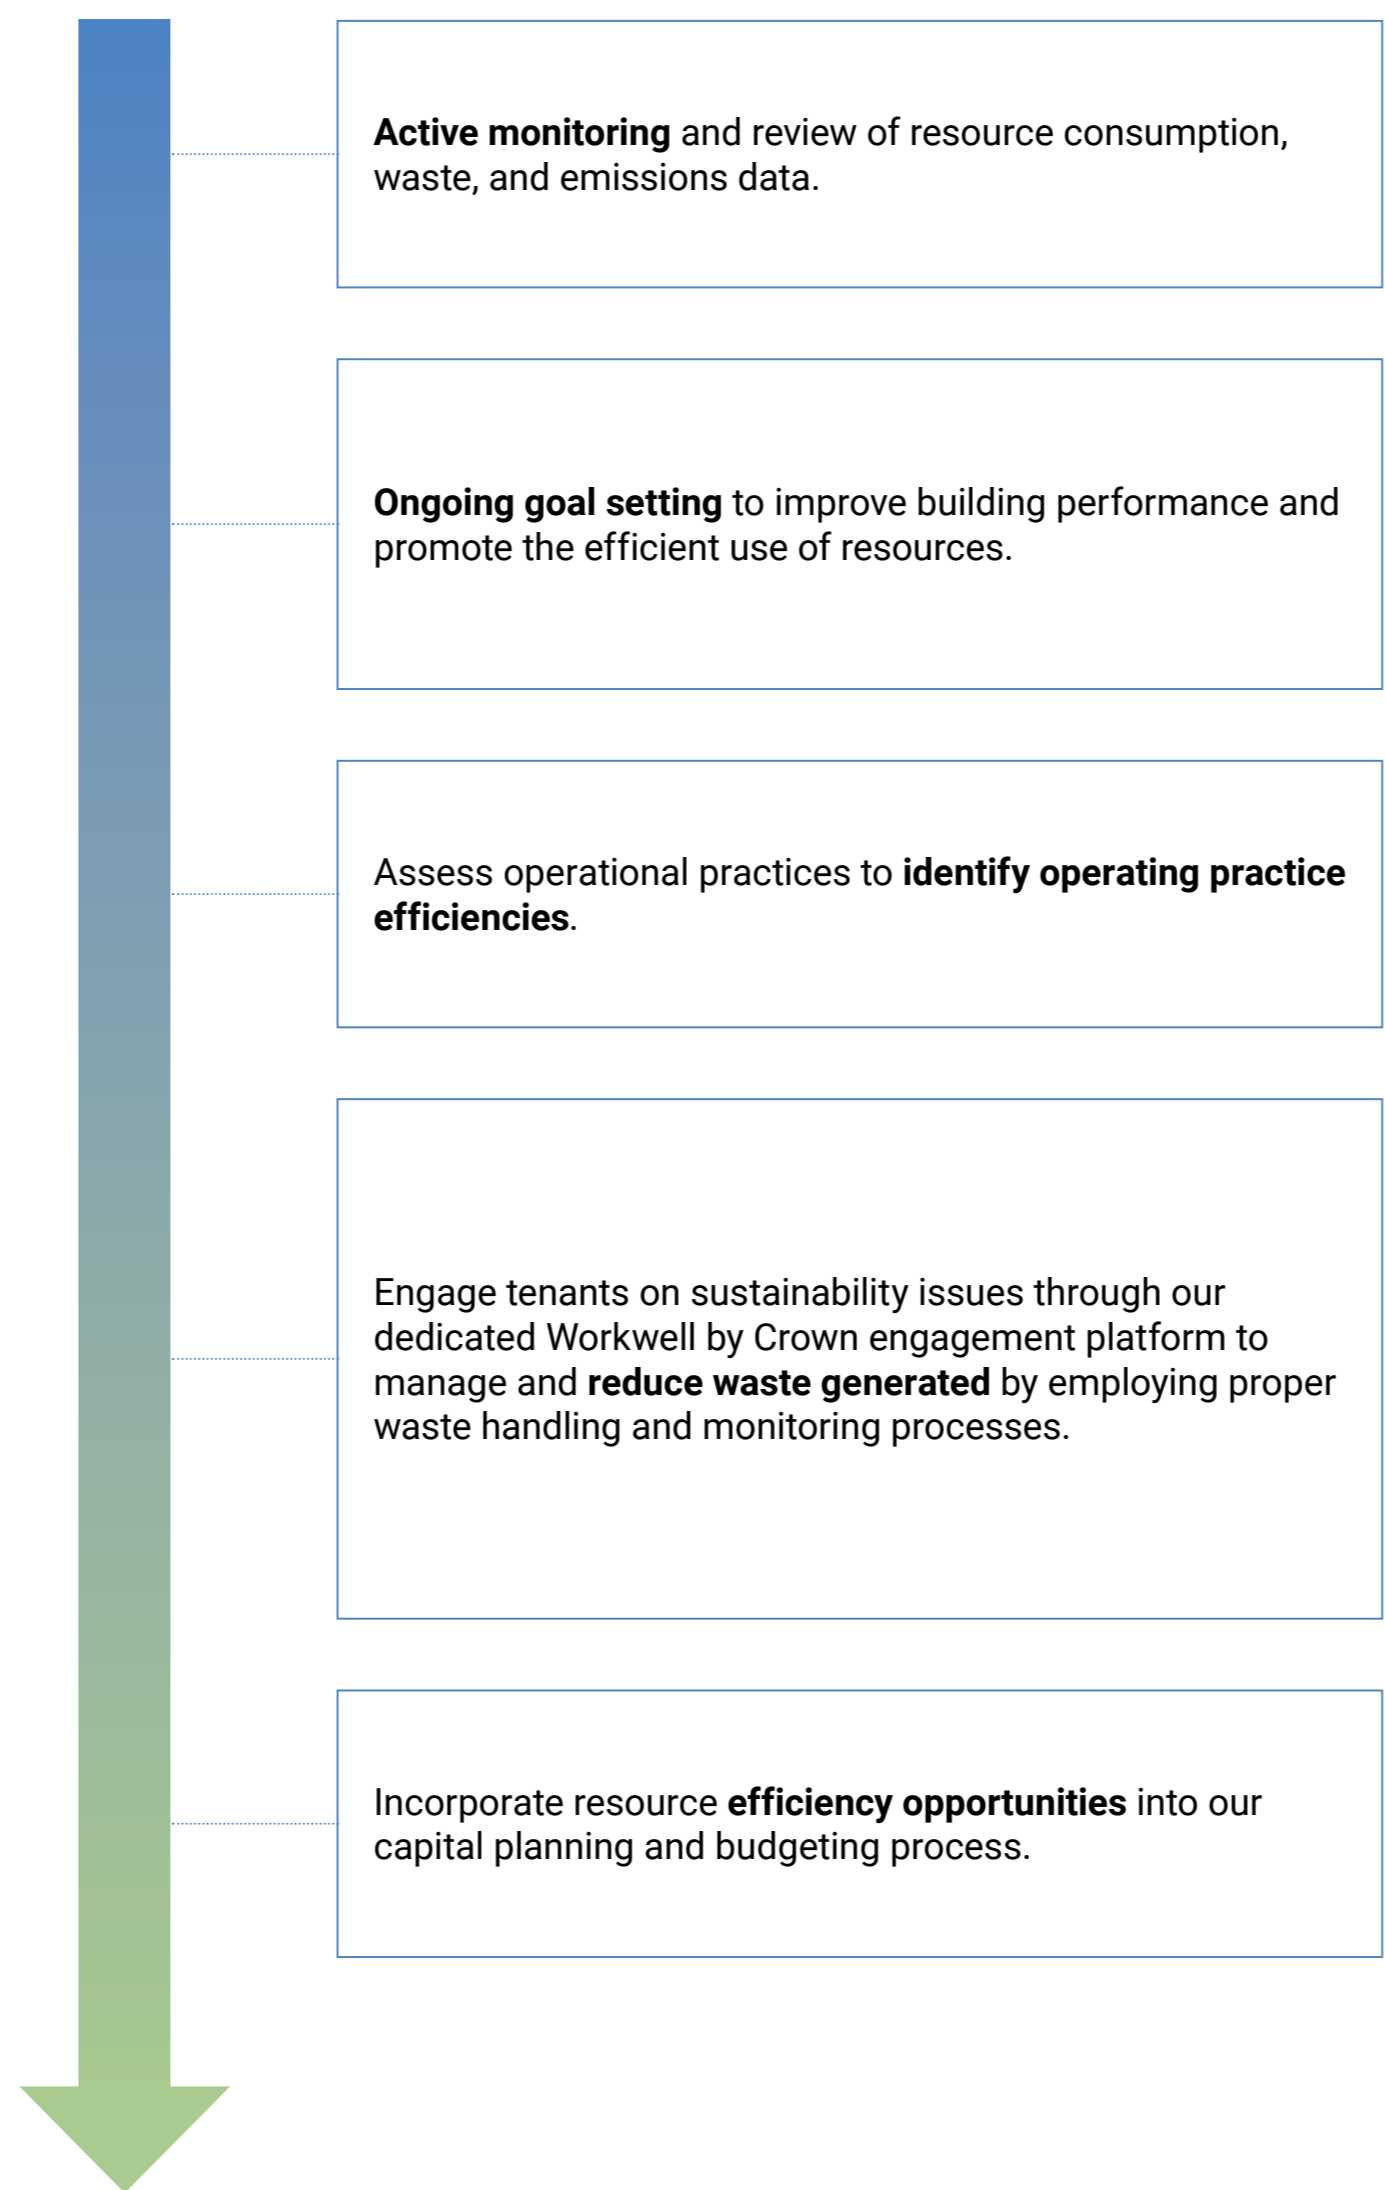 Active monitoring and review of resource consumption,
waste, and emissions data.
Ongoing goal setting to improve building performance and
promote the efficient use of resources.
Assess operational practices to identify operating practice
efficiencies.
Engage tenants on sustainability issues through our
dedicated Workwell by Crown engagement platform to
manage and reduce waste generated by employing proper
waste handling and monitoring processes.
Incorporate resource efficiency opportunities into our
capital planning and budgeting process.